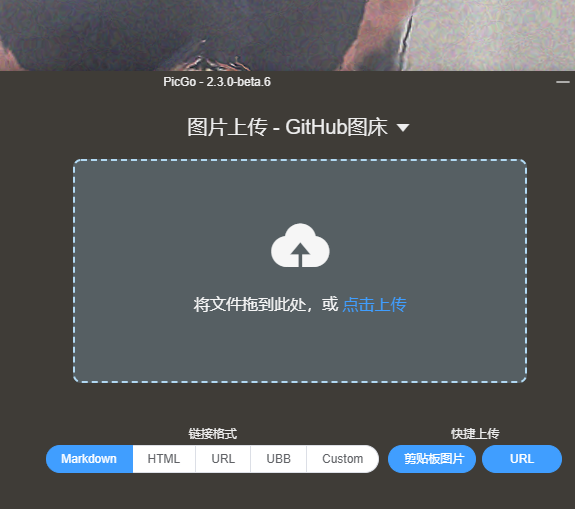 PicGo - 2.3.0-beta.6
图片上传 - GitHub图床
将文件拖到此处，或 点击上传
链接格式 快捷上传
Markdown HTML URL UBB Custom 剪贴板图片 URL